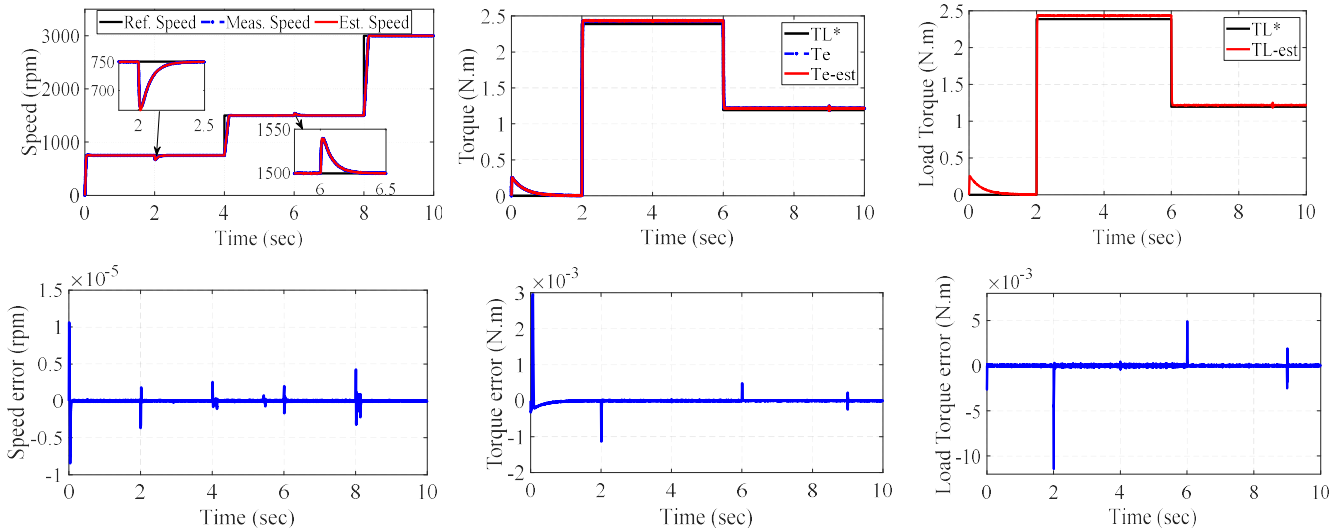 Ref. Speed Meas. Speed Est. Speed
Speed (rpm)
3000
2000
1000
0
750
700
2
2.5
1550
1500
6
6.5
0 2 4 6 8 10
Time (sec)
Torque (N.m)
2.5
2
1.5
1
0.5
0
TL*
Te
Te-est
0 2 4 6 8 10
Time (sec)
Load Torque (N.m)
2.5
2
1.5
1
0.5
0
TL*
TL-est
0 2 4 6 8 10
Time (sec)
×10⁻⁵
Speed error (rpm)
1.5
1
0.5
0
-0.5
-1
0 2 4 6 8 10
Time (sec)
×10⁻³
Torque error (N.m)
3
2
1
0
-1
-2
0 2 4 6 8 10
Time (sec)
×10⁻³
Load Torque error (N.m)
5
0
-5
-10
0 2 4 6 8 10
Time (sec)